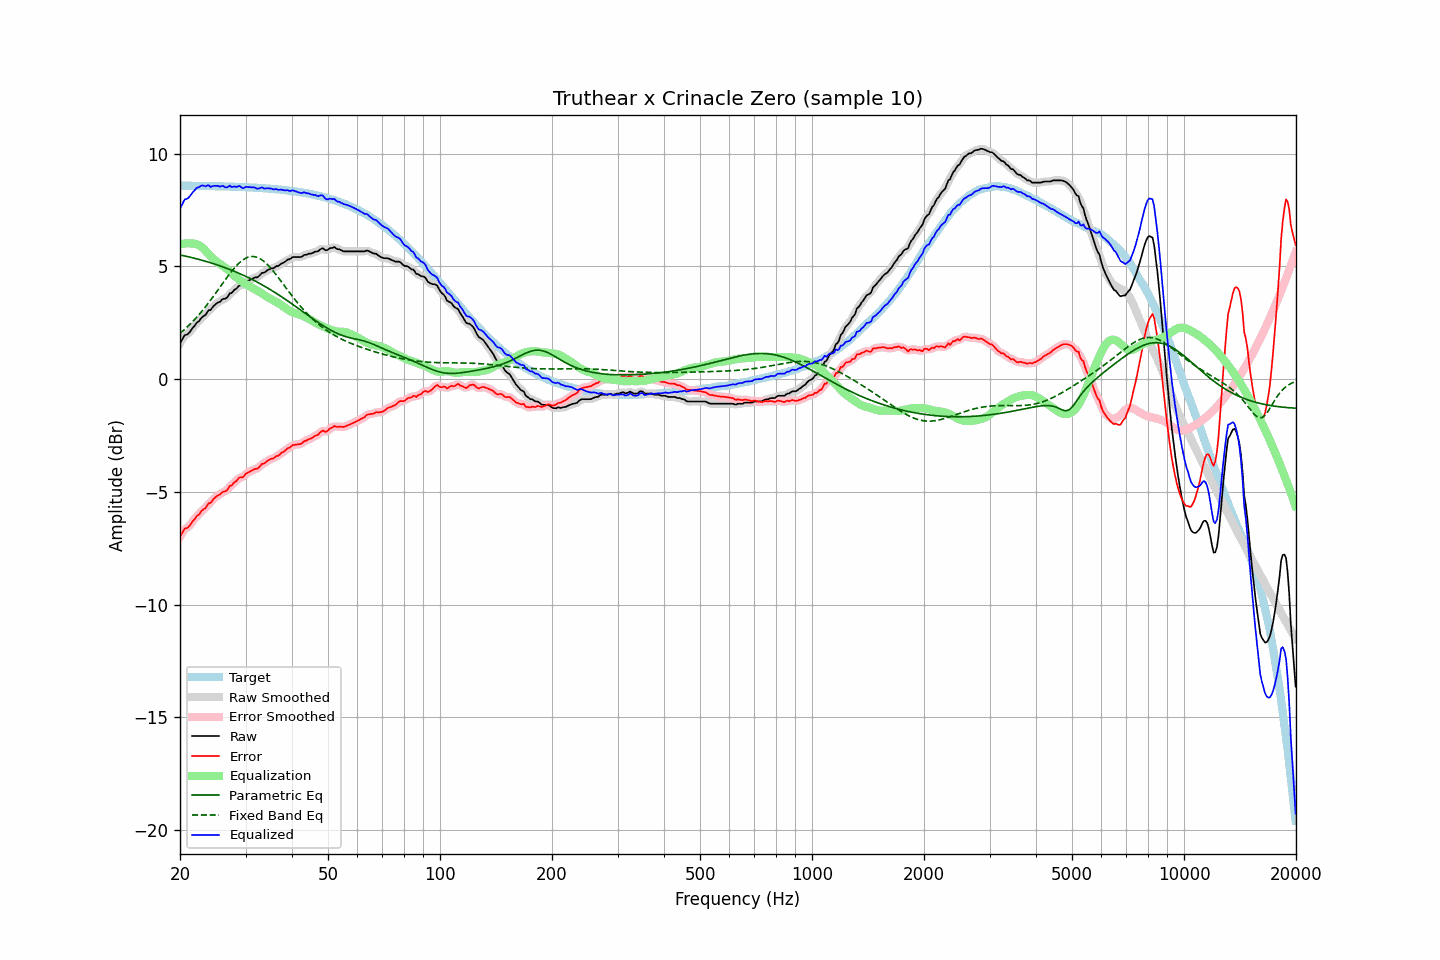 Truthear x Crinacle Zero (sample 10)
10
5
0
−5
−10
−15
−20
Amplitude (dBr)
Target
Raw Smoothed
Error Smoothed
Raw
Error
Equalization
Parametric Eq
Fixed Band Eq
Equalized
20 50 100 200 500 1000 2000 5000 10000 20000
Frequency (Hz)